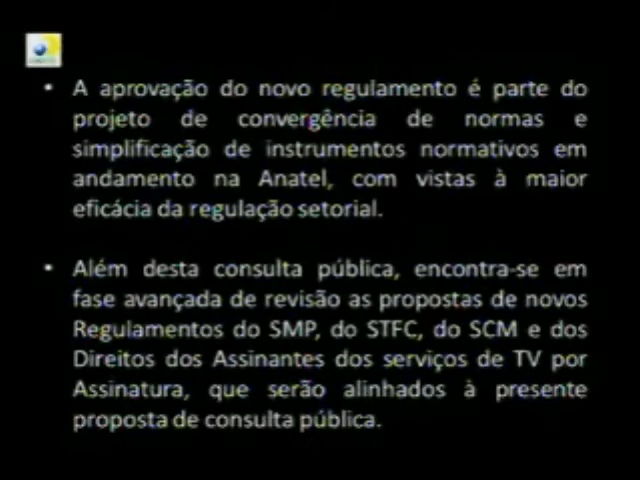 • A aprovação do novo regulamento é parte do
projeto de convergência de normas e
simplificação de instrumentos normativos em
andamento na Anatel, com vistas à maior
eficácia da regulação setorial.
• Além desta consulta pública, encontra-se em
fase avançada de revisão as propostas de novos
Regulamentos do SMP, do STFC, do SCM e dos
Direitos dos Assinantes dos serviços de TV por
Assinatura, que serão alinhados à presente
proposta de consulta pública.